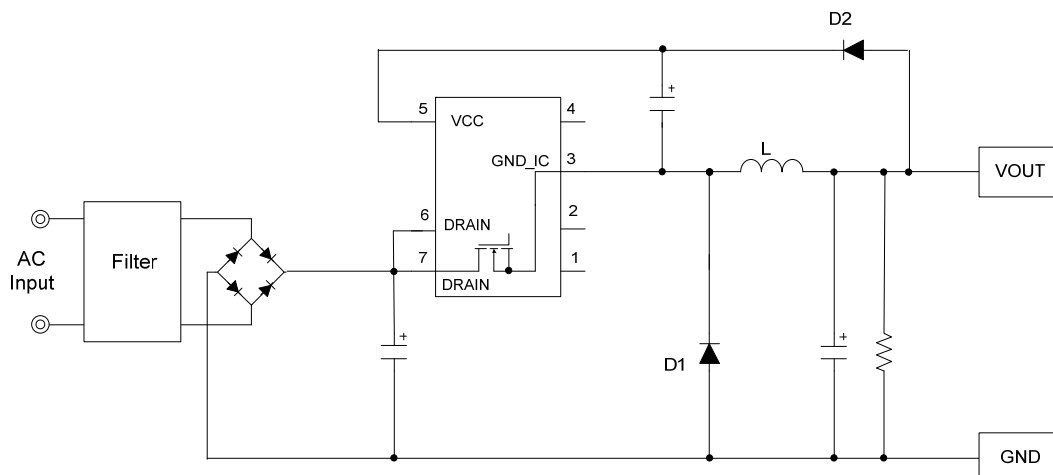 D2
+
5
VCC
4
GND_IC
3
L
VOUT
6
DRAIN
2
AC
Input
Filter
7
DRAIN
1
+
D1
+
GND